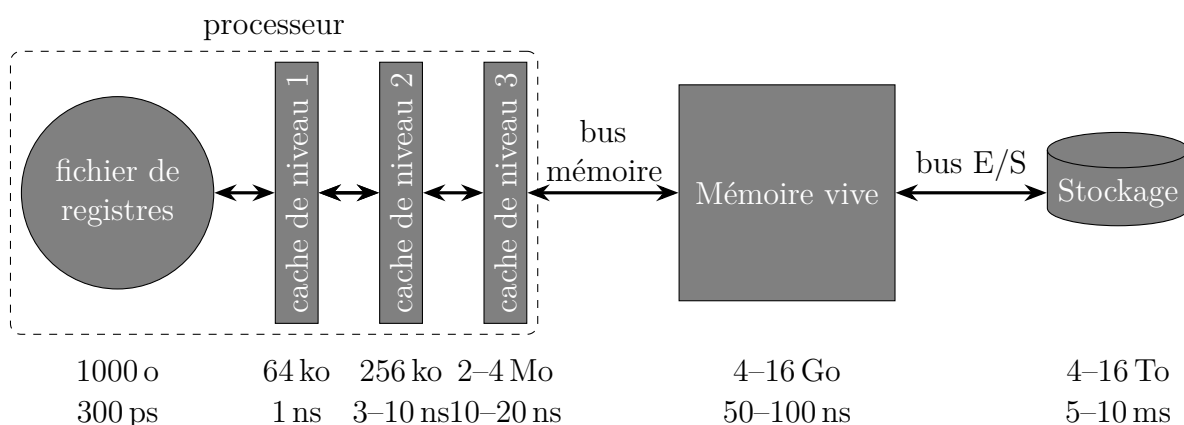 processeur
fichier de
registres
cache de niveau 1
cache de niveau 2
cache de niveau 3
bus
mémoire
Mémoire vive
bus E/S
Stockage
1000 o 64 ko 256 ko 2–4 Mo 4–16 Go 4–16 To
300 ps 1 ns 3–10 ns 10–20 ns 50–100 ns 5–10 ms